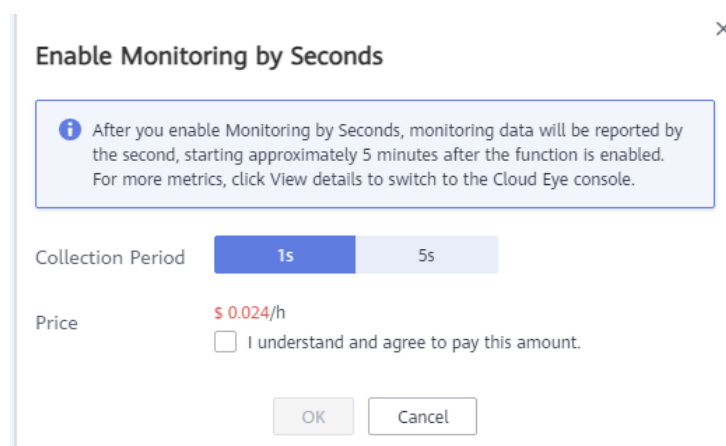 Enable Monitoring by Seconds
After you enable Monitoring by Seconds, monitoring data will be reported by
the second, starting approximately 5 minutes after the function is enabled.
For more metrics, click View details to switch to the Cloud Eye console.
Collection Period 1s 5s
Price $ 0.024/h
I understand and agree to pay this amount.
OK Cancel